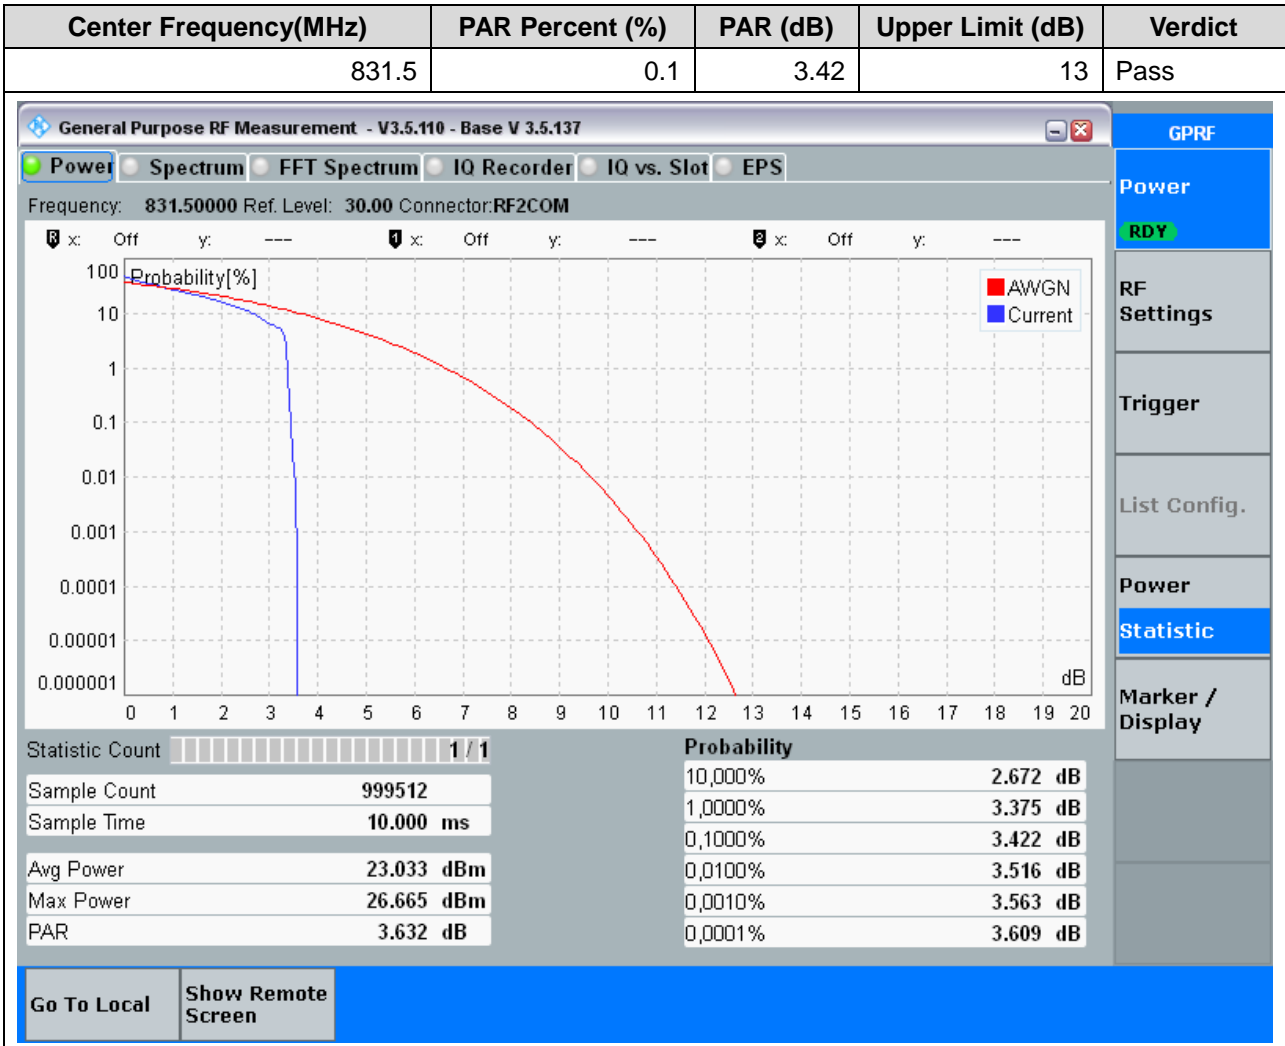 Center Frequency(MHz) PAR Percent (%) PAR (dB) Upper Limit (dB) Verdict
831.5 0.1 3.42 13 Pass
General Purpose RF Measurement - V3.5.110 - Base V 3.5.137
GPRF
Power Spectrum FFT Spectrum IQ Recorder IQ vs. Slot EPS
Frequency: 831.50000 Ref. Level: 30.00 Connector:RF2COM
R x: Off y: --- 1 x: Off y: --- 2 x: Off y: ---
Probability[%]
AWGN
Current
100
10
1
0.1
0.01
0.001
0.0001
0.00001
0.000001
dB
0 1 2 3 4 5 6 7 8 9 10 11 12 13 14 15 16 17 18 19 20
Power
RDY
RF
Settings
Trigger
List Config.
Power
Statistic
Marker /
Display
Statistic Count 1 / 1
Sample Count 999512
Sample Time 10.000 ms
Avg Power 23.033 dBm
Max Power 26.665 dBm
PAR 3.632 dB
Probability
10,000% 2.672 dB
1,0000% 3.375 dB
0,1000% 3.422 dB
0,0100% 3.516 dB
0,0010% 3.563 dB
0,0001% 3.609 dB
Go To Local
Show Remote
Screen